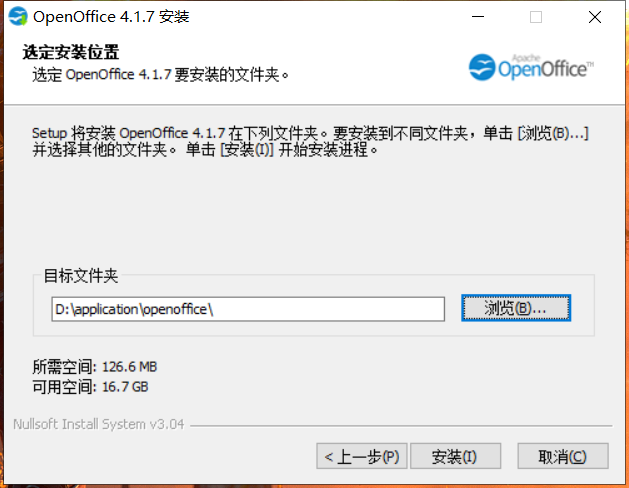 OpenOffice 4.1.7 安装
选定安装位置
选定 OpenOffice 4.1.7 要安装的文件夹。
Apache
OpenOffice™
Setup 将安装 OpenOffice 4.1.7 在下列文件夹。要安装到不同文件夹，单击 [浏览(B)...]
并选择其他的文件夹。 单击 [安装(I)] 开始安装进程。
目标文件夹
D:\application\openoffice\
浏览(B)...
所需空间: 126.6 MB
可用空间: 16.7 GB
Nullsoft Install System v3.04
< 上一步(P)
安装(I)
取消(C)